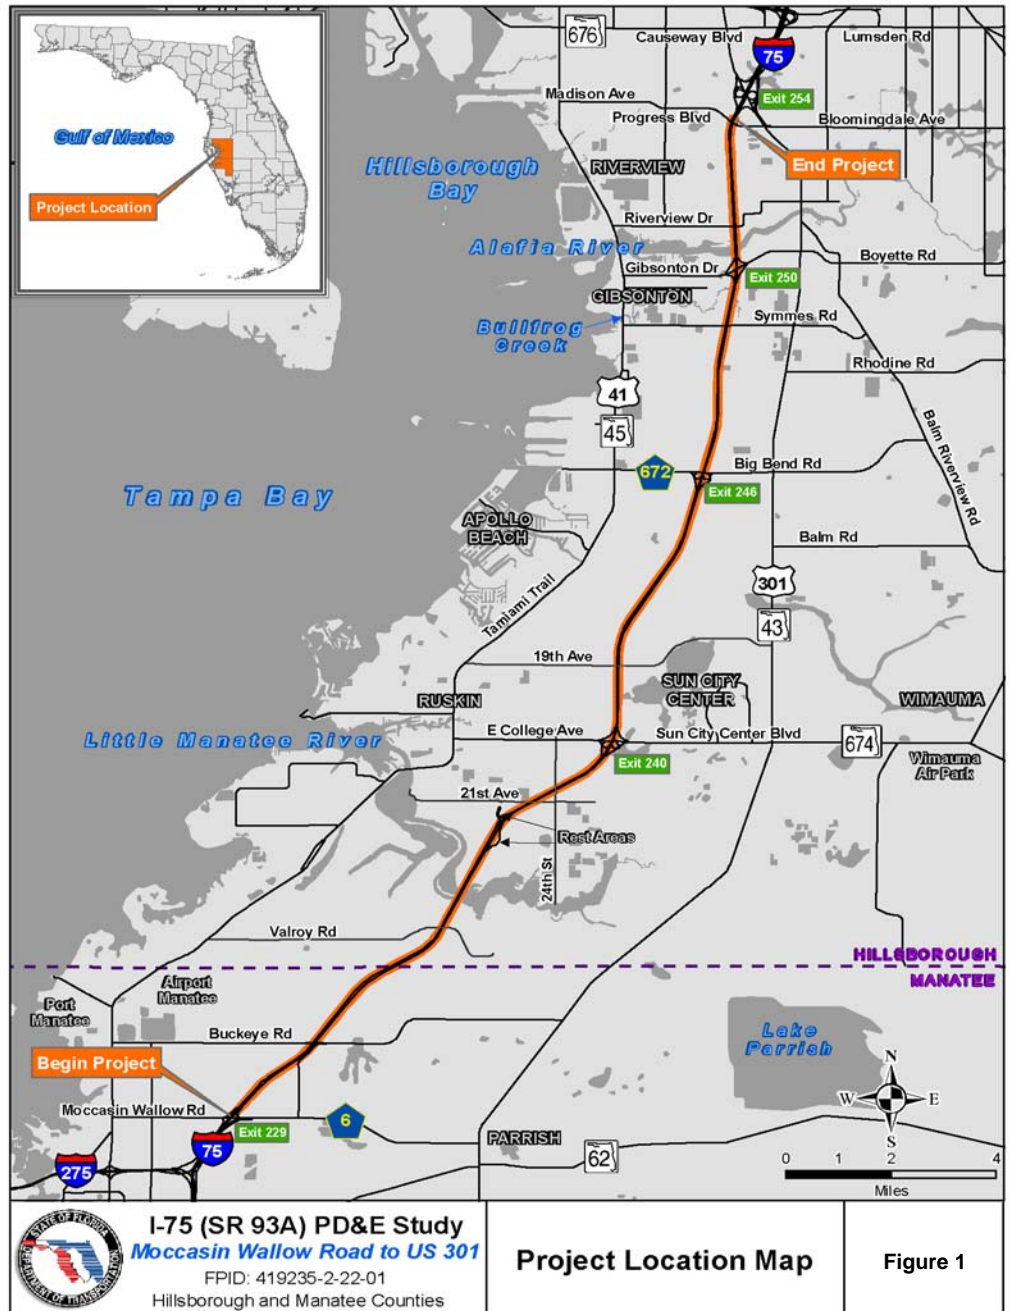 676
Causeway Blvd
Lumsden Rd
75
Madison Ave
Exit 254
Progress Blvd
Bloomingdale Ave
Gulf of Mexico
Project Location
Hillsborough
Bay
RIVERVIEW
End Project
Riverview Dr
Alafia River
Boyette Rd
Gibsonton Dr
Exit 250
GIBSONTON
Symmes Rd
Bullfrog
Creek
Rhodine Rd
41
45
Balm Riverview Rd
672
Big Bend Rd
Exit 246
Tampa Bay
APOLLO
BEACH
Balm Rd
301
43
Tamiami Trail
19th Ave
SUN CITY
CENTER
RUSKIN
WIMAUMA
E College Ave
Sun City Center Blvd
674
Little Manatee River
Exit 240
Wimauma
Air Park
21st Ave
Rest Areas
24th St
Valroy Rd
HILLSBOROUGH
MANATEE
Airport
Manatee
Port
Manatee
Buckeye Rd
Lake
Parrish
Begin Project
N
W
E
S
Moccasin Wallow Rd
Exit 229
6
75
PARRISH
62
275
0 1 2 4
Miles
STATE OF FLORIDA
DEPARTMENT OF TRANSPORTATION
I-75 (SR 93A) PD&E Study
Moccasin Wallow Road to US 301
FPID: 419235-2-22-01
Hillsborough and Manatee Counties
Project Location Map
Figure 1